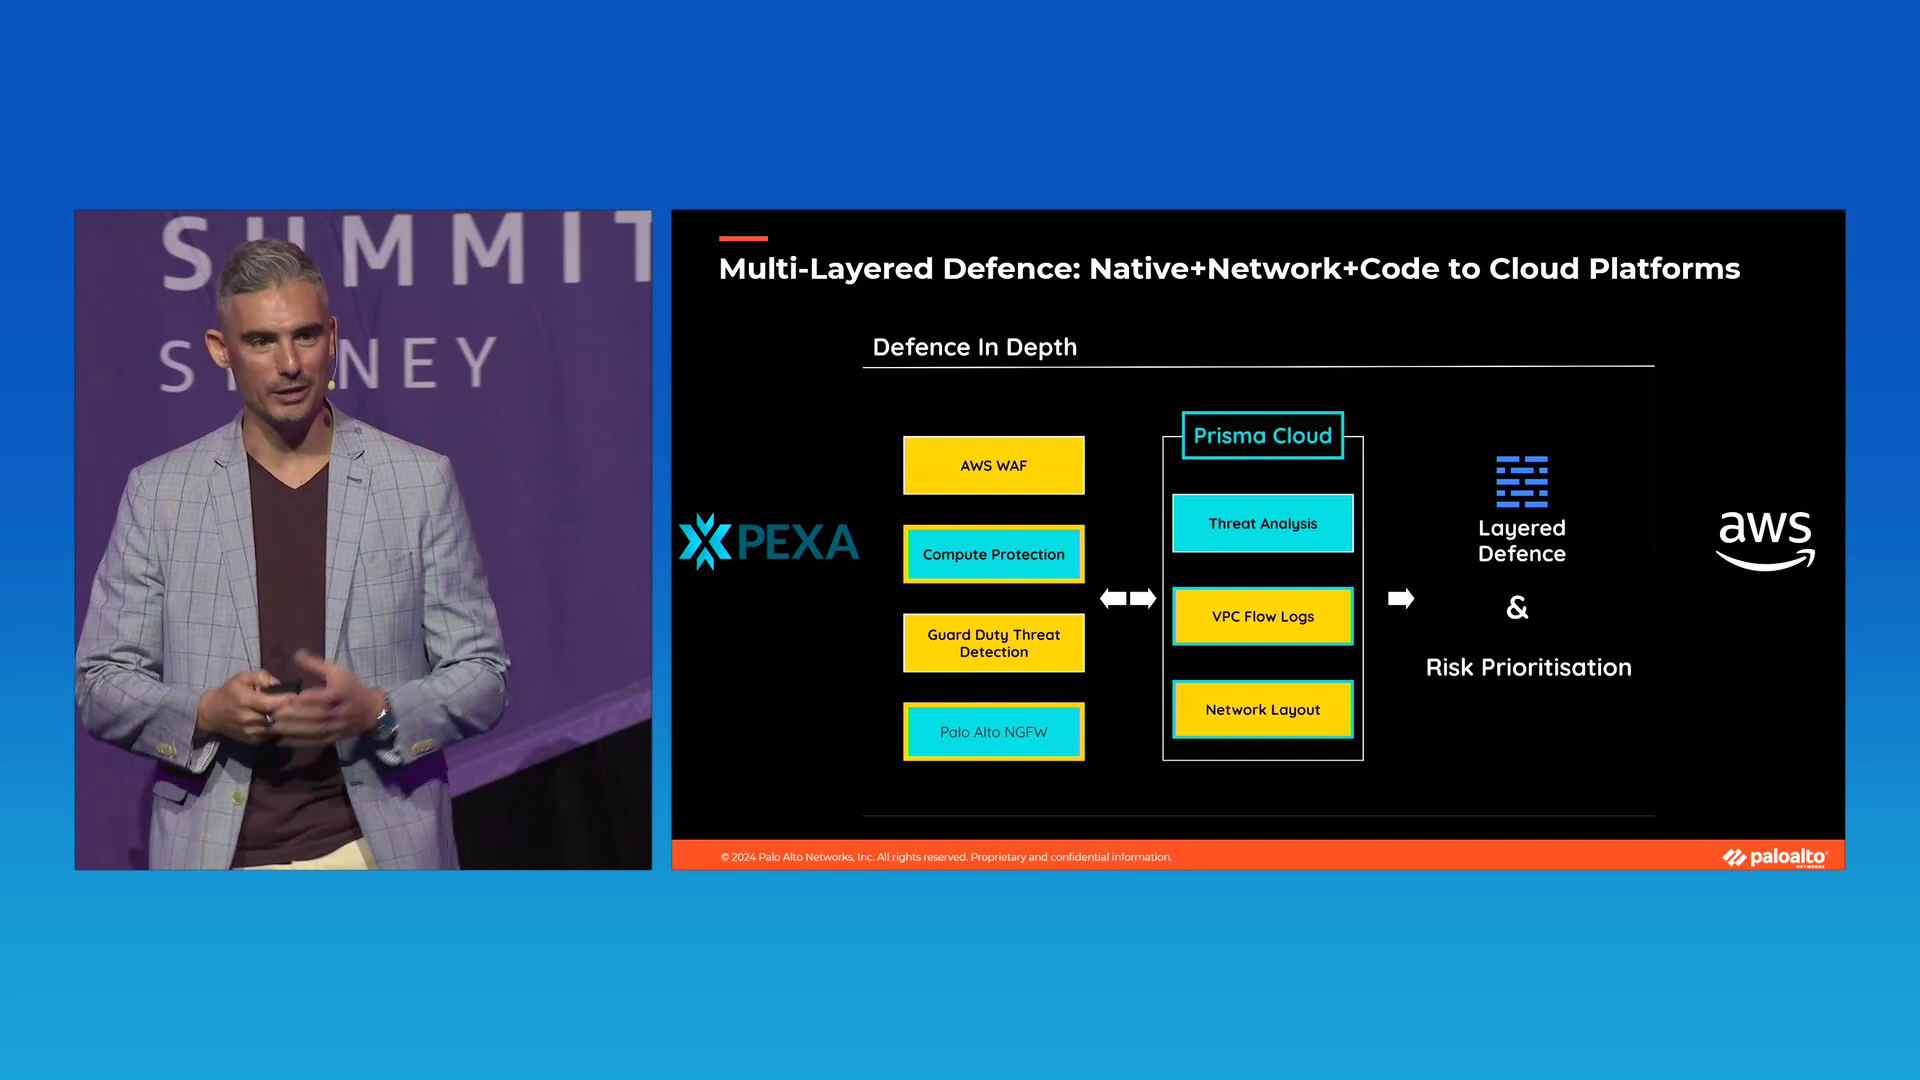 SUMMIT
SYDNEY
Multi-Layered Defence: Native+Network+Code to Cloud Platforms
Defence In Depth
PEXA
AWS WAF
Compute Protection
Guard Duty Threat
Detection
Palo Alto NGFW
Prisma Cloud
Threat Analysis
VPC Flow Logs
Network Layout
Layered
Defence
&
Risk Prioritisation
aws
© 2024 Palo Alto Networks, Inc. All rights reserved. Proprietary and confidential information.
paloalto
NETWORKS